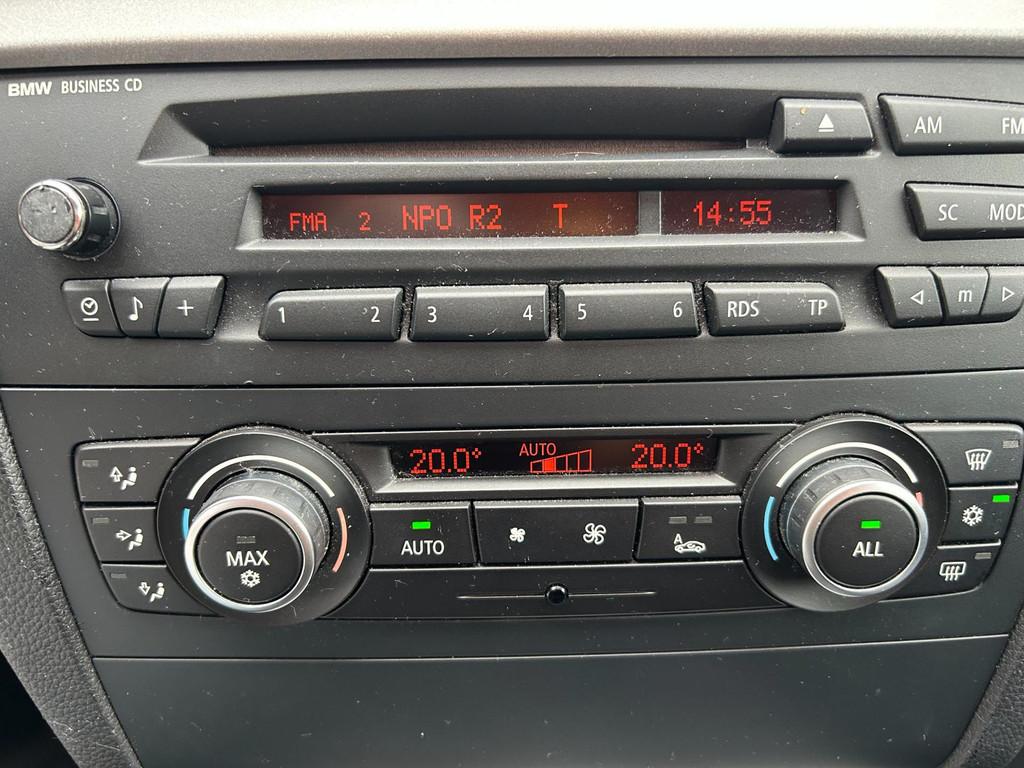 BMW BUSINESS CD
AM FM
FMA 2 NPO R2 T 14:55
SC MOD
1 2 3 4 5 6 RDS TP m
20.0° AUTO 20.0°
MAX AUTO A ALL